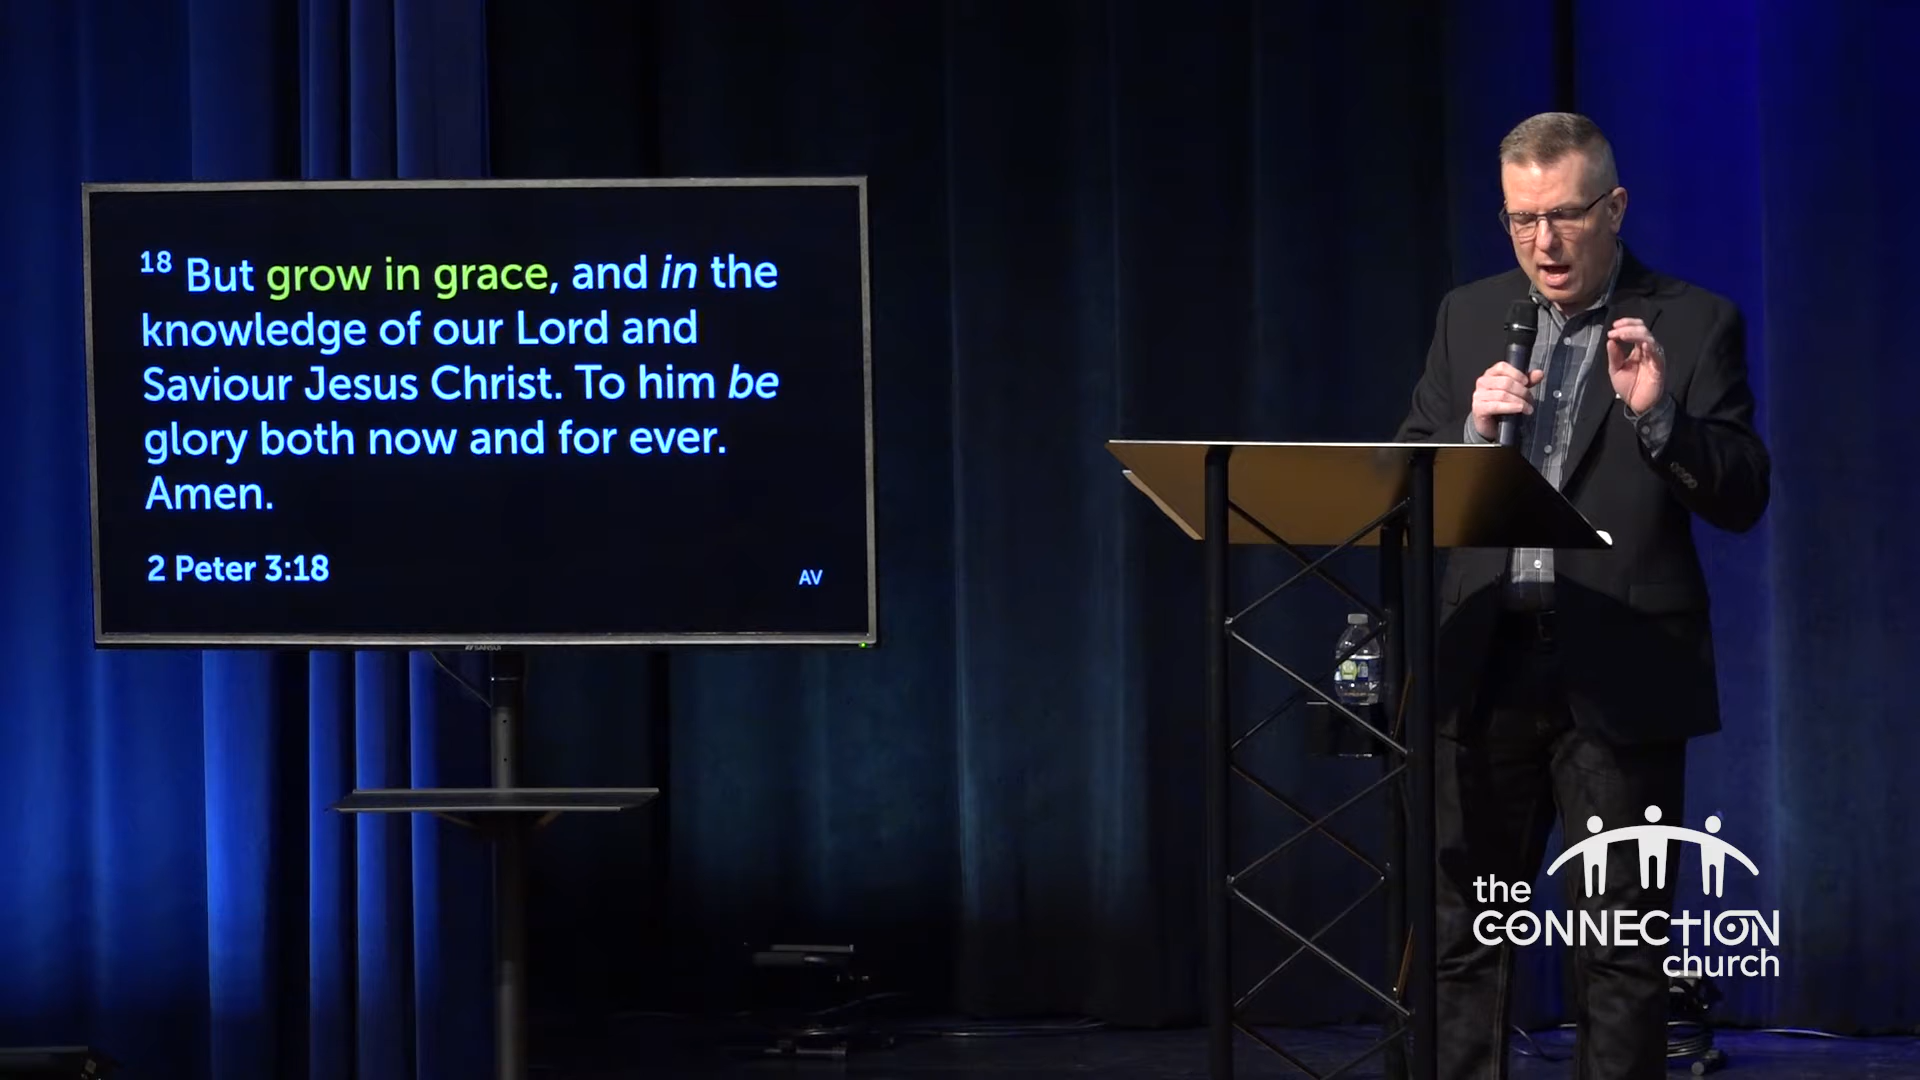 18 But grow in grace, and in the
knowledge of our Lord and
Saviour Jesus Christ. To him be
glory both now and for ever.
Amen.
2 Peter 3:18
AV
SANSUI
the
CONNECTION
church